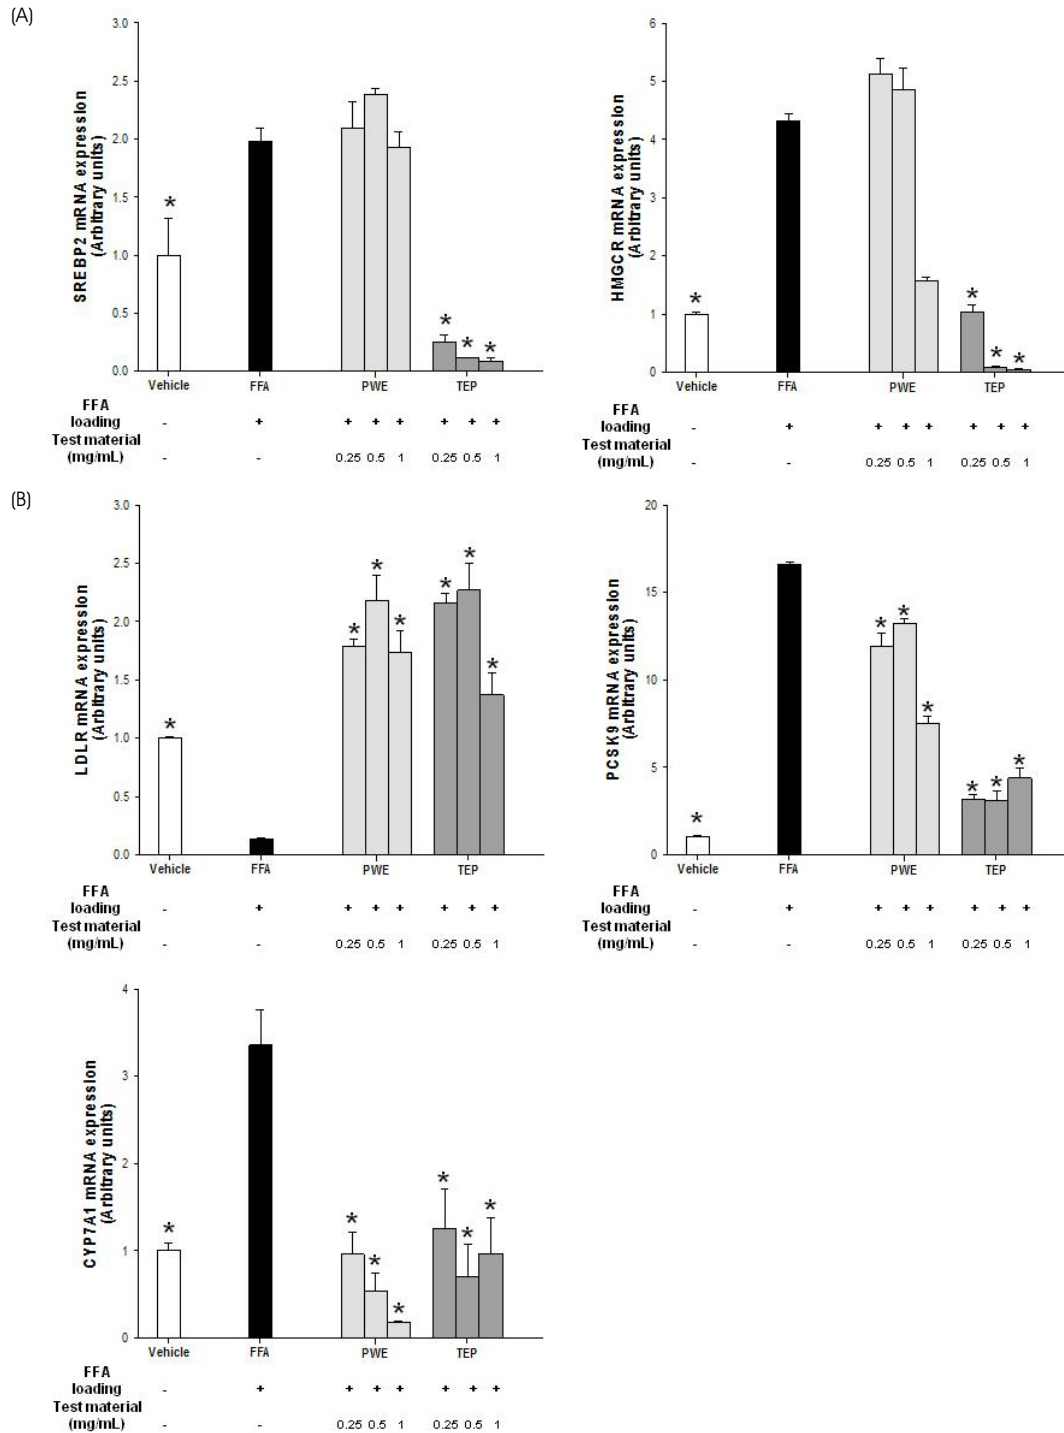 (A)
SREBP2 mRNA expression
(Arbitrary units)
3.0
2.5
2.0
1.5
1.0
0.5
0.0
* * * *
Vehicle FFA PWE TEP
FFA
loading - + + + + + + +
Test material
(mg/mL) - - 0.25 0.5 1 0.25 0.5 1
HMGCR mRNA expression
(Arbitrary units)
6
5
4
3
2
1
0
* * * *
Vehicle FFA PWE TEP
FFA
loading - + + + + + + +
Test material
(mg/mL) - - 0.25 0.5 1 0.25 0.5 1
(B)
LDLR mRNA expression
(Arbitrary units)
3.0
2.5
2.0
1.5
1.0
0.5
0.0
* * * * * * *
Vehicle FFA PWE TEP
FFA
loading - + + + + + + +
Test material
(mg/mL) - - 0.25 0.5 1 0.25 0.5 1
PCSK9 mRNA expression
(Arbitrary units)
20
15
10
5
0
* * * * * * *
Vehicle FFA PWE TEP
FFA
loading - + + + + + + +
Test material
(mg/mL) - - 0.25 0.5 1 0.25 0.5 1
CYP7A1 mRNA expression
(Arbitrary units)
4
3
2
1
0
* * * * * * *
Vehicle FFA PWE TEP
FFA
loading - + + + + + + +
Test material
(mg/mL) - - 0.25 0.5 1 0.25 0.5 1